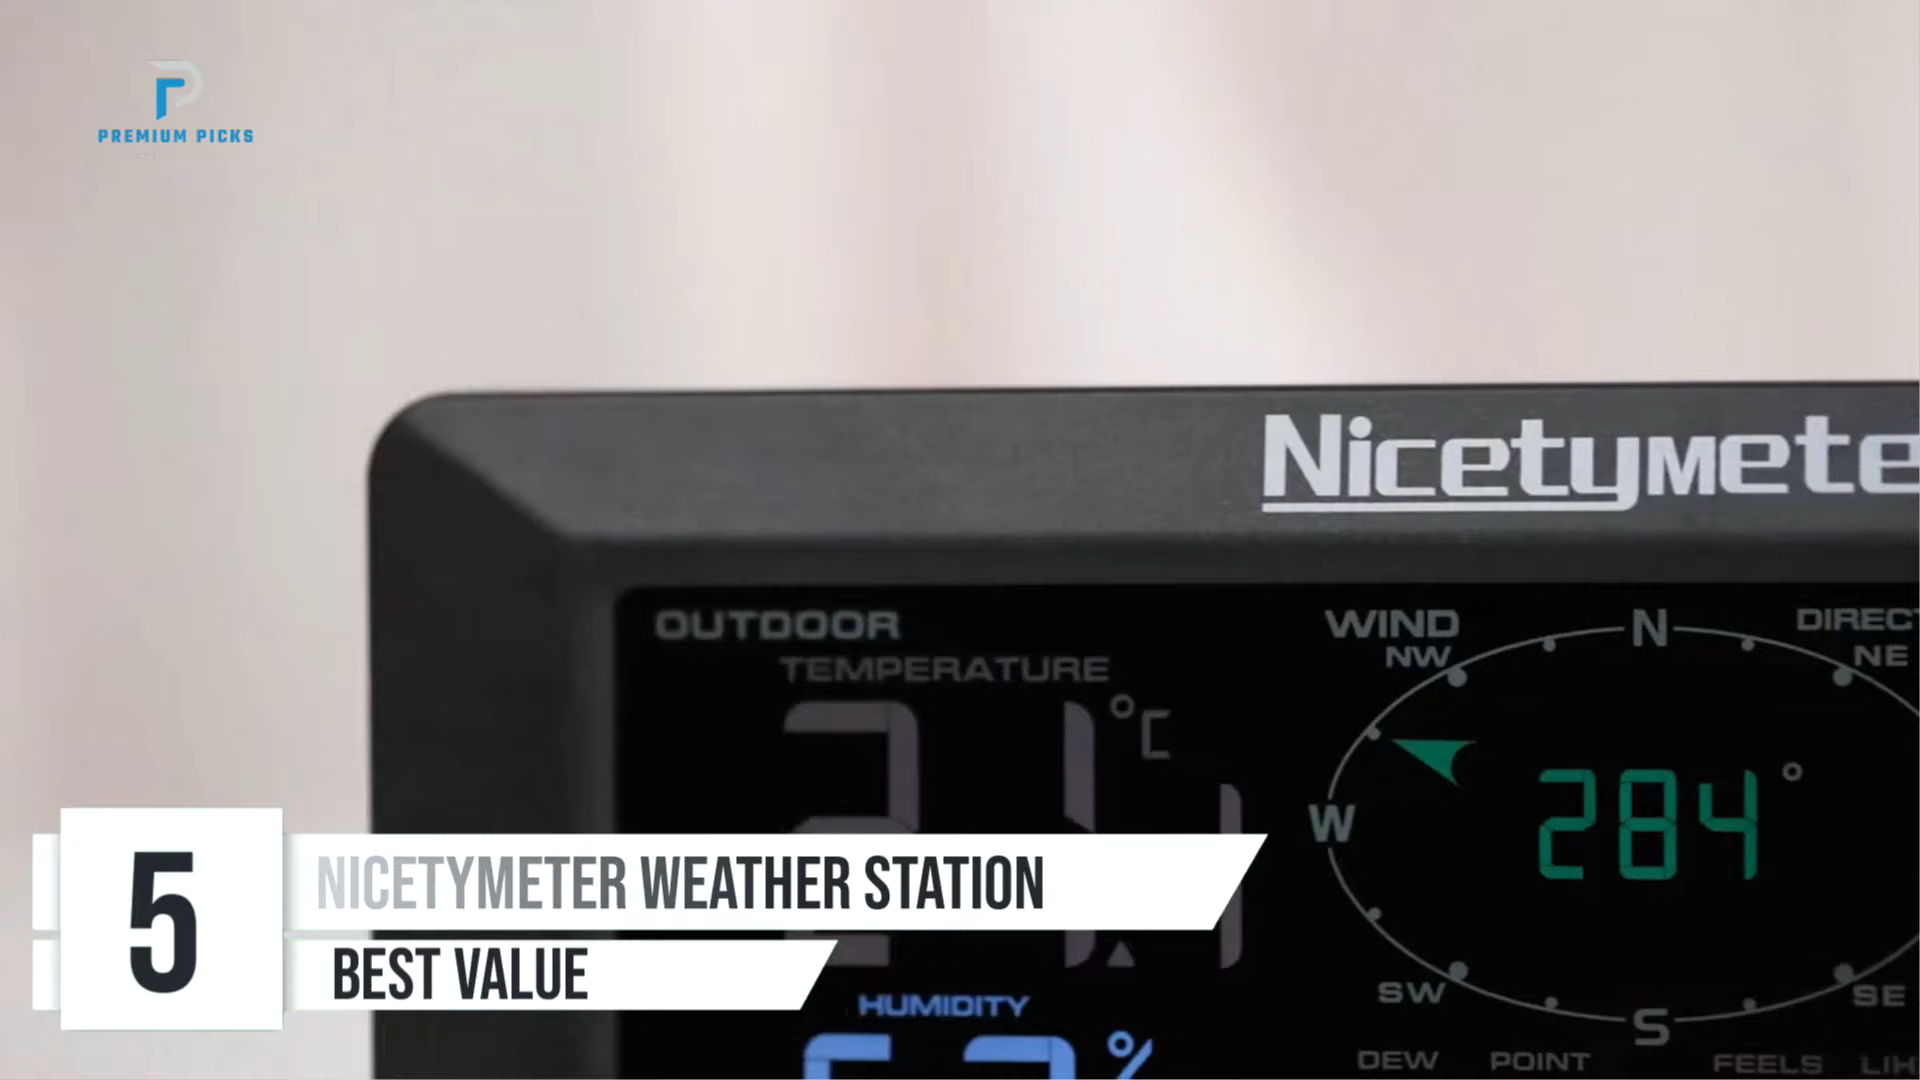 PREMIUM PICKS
Nicetymete
OUTDOOR
TEMPERATURE
°C
WIND
N
NW
NE
W
284°
SW
SE
S
HUMIDITY
%
DEW POINT
FEELS
5
NICETYMETER WEATHER STATION
BEST VALUE